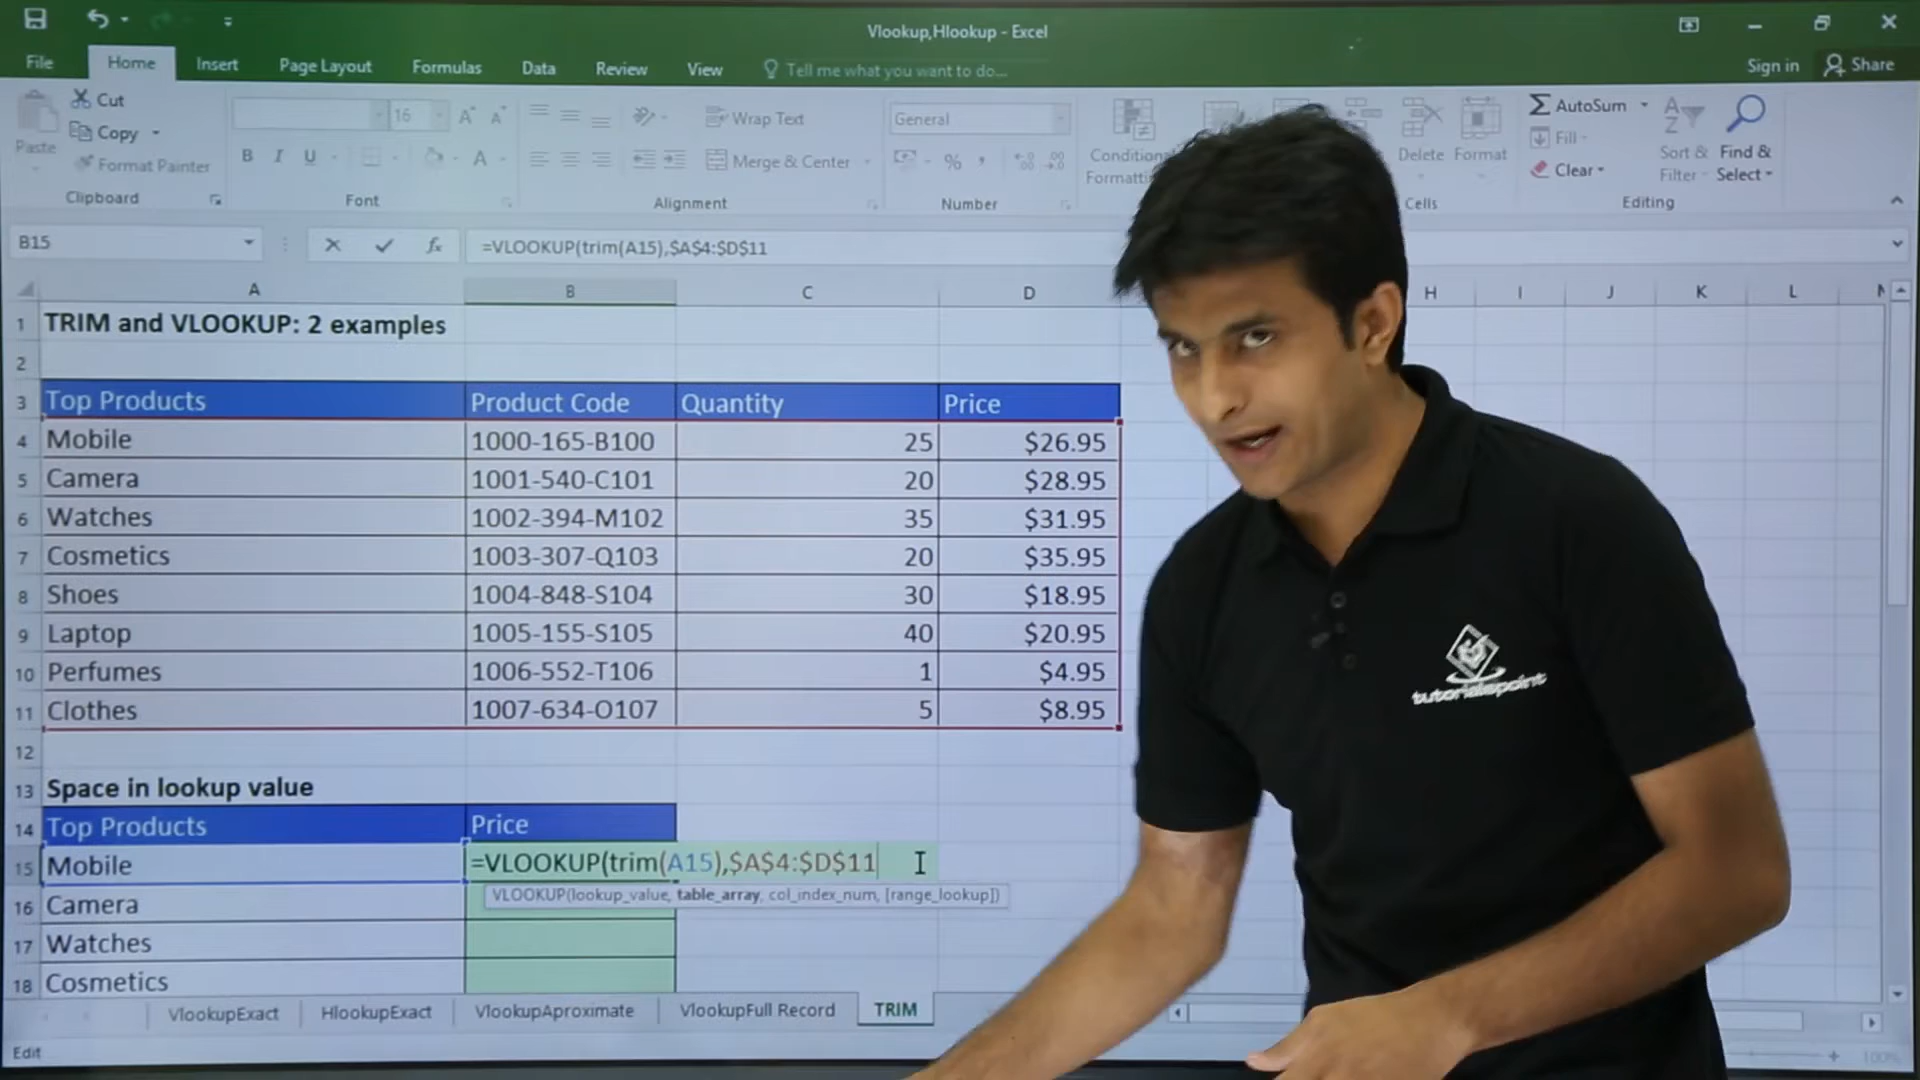 Vlookup,Hlookup - Excel
File Home Insert Page Layout Formulas Data Review View Tell me what you want to do... Sign in Share
Paste
Cut
Copy
Format Painter
Clipboard
16
B I U
Font
Wrap Text
Merge & Center
Alignment
General
%
Number
Delete Format
Cells
AutoSum
Fill
Clear
Sort & Filter
Find & Select
Editing
B15
=VLOOKUP(trim(A15),$A$4:$D$11
A B C D H I J K L
1 TRIM and VLOOKUP: 2 examples
2
3 Top Products Product Code Quantity Price
4 Mobile 1000-165-B100 25 $26.95
5 Camera 1001-540-C101 20 $28.95
6 Watches 1002-394-M102 35 $31.95
7 Cosmetics 1003-307-Q103 20 $35.95
8 Shoes 1004-848-S104 30 $18.95
9 Laptop 1005-155-S105 40 $20.95
10 Perfumes 1006-552-T106 1 $4.95
11 Clothes 1007-634-O107 5 $8.95
12
13 Space in lookup value
14 Top Products Price
15 Mobile =VLOOKUP(trim(A15),$A$4:$D$11
VLOOKUP(lookup_value, table_array, col_index_num, [range_lookup])
16 Camera
17 Watches
18 Cosmetics
VlookupExact HlookupExact VlookupAproximate VlookupFull Record TRIM
Edit
100%
tutorialspoint